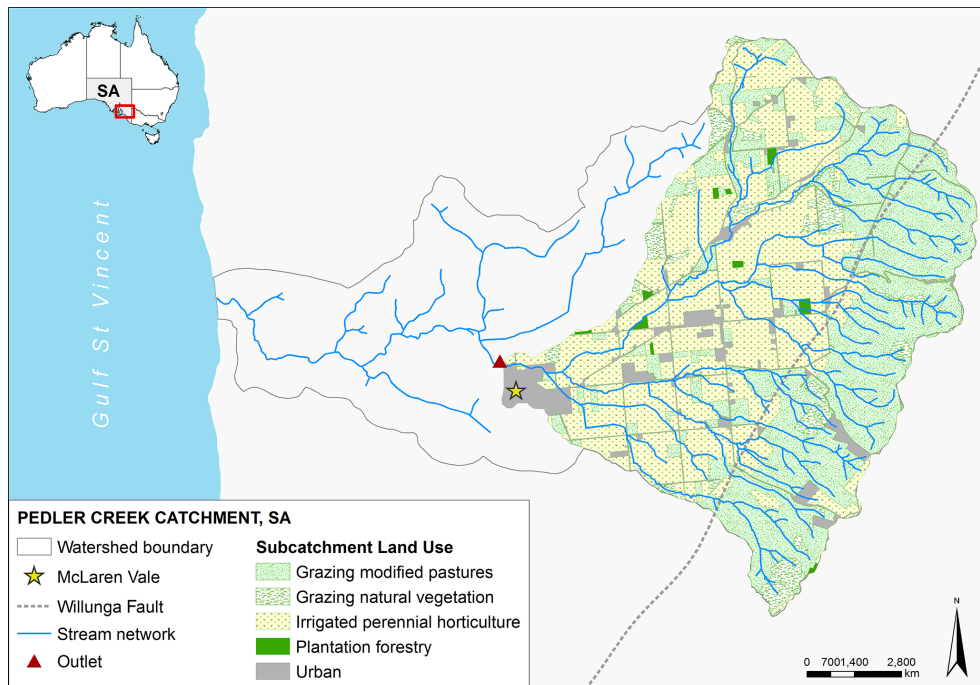 SA
Gulf St Vincent
PEDLER CREEK CATCHMENT, SA
Watershed boundary
McLaren Vale
Willunga Fault
Stream network
Outlet
Subcatchment Land Use
Grazing modified pastures
Grazing natural vegetation
Irrigated perennial horticulture
Plantation forestry
Urban
N
0 7001,400 2,800
km